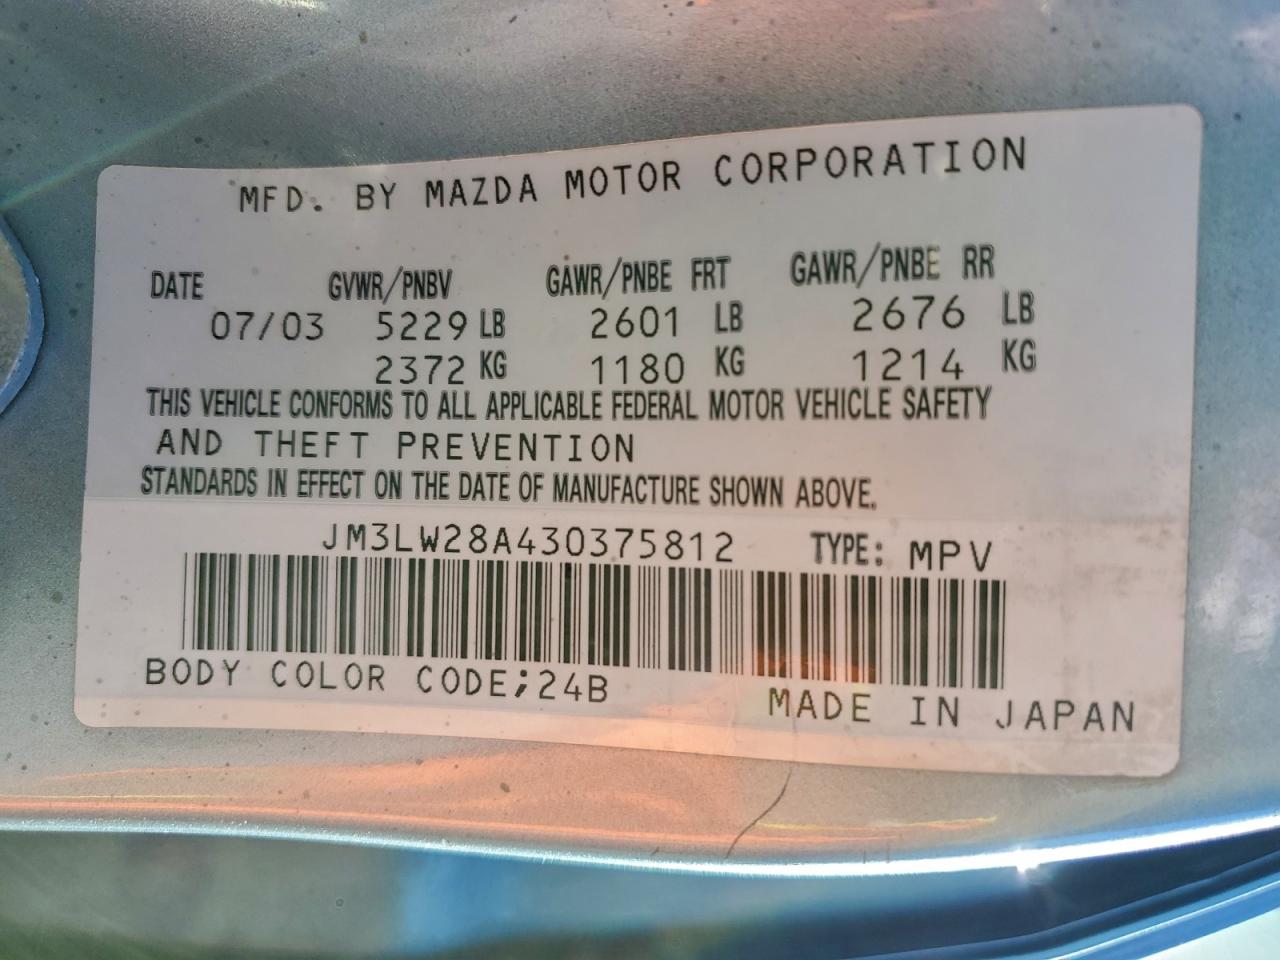 MFD. BY MAZDA MOTOR CORPORATION
DATE GVWR/PNBV GAWR/PNBE FRT GAWR/PNBE RR
07/03 5229 LB 2601 LB 2676 LB
2372 KG 1180 KG 1214 KG
THIS VEHICLE CONFORMS TO ALL APPLICABLE FEDERAL MOTOR VEHICLE SAFETY
AND THEFT PREVENTION
STANDARDS IN EFFECT ON THE DATE OF MANUFACTURE SHOWN ABOVE.
JM3LW28A430375812 TYPE: MPV
BODY COLOR CODE;24B
MADE IN JAPAN